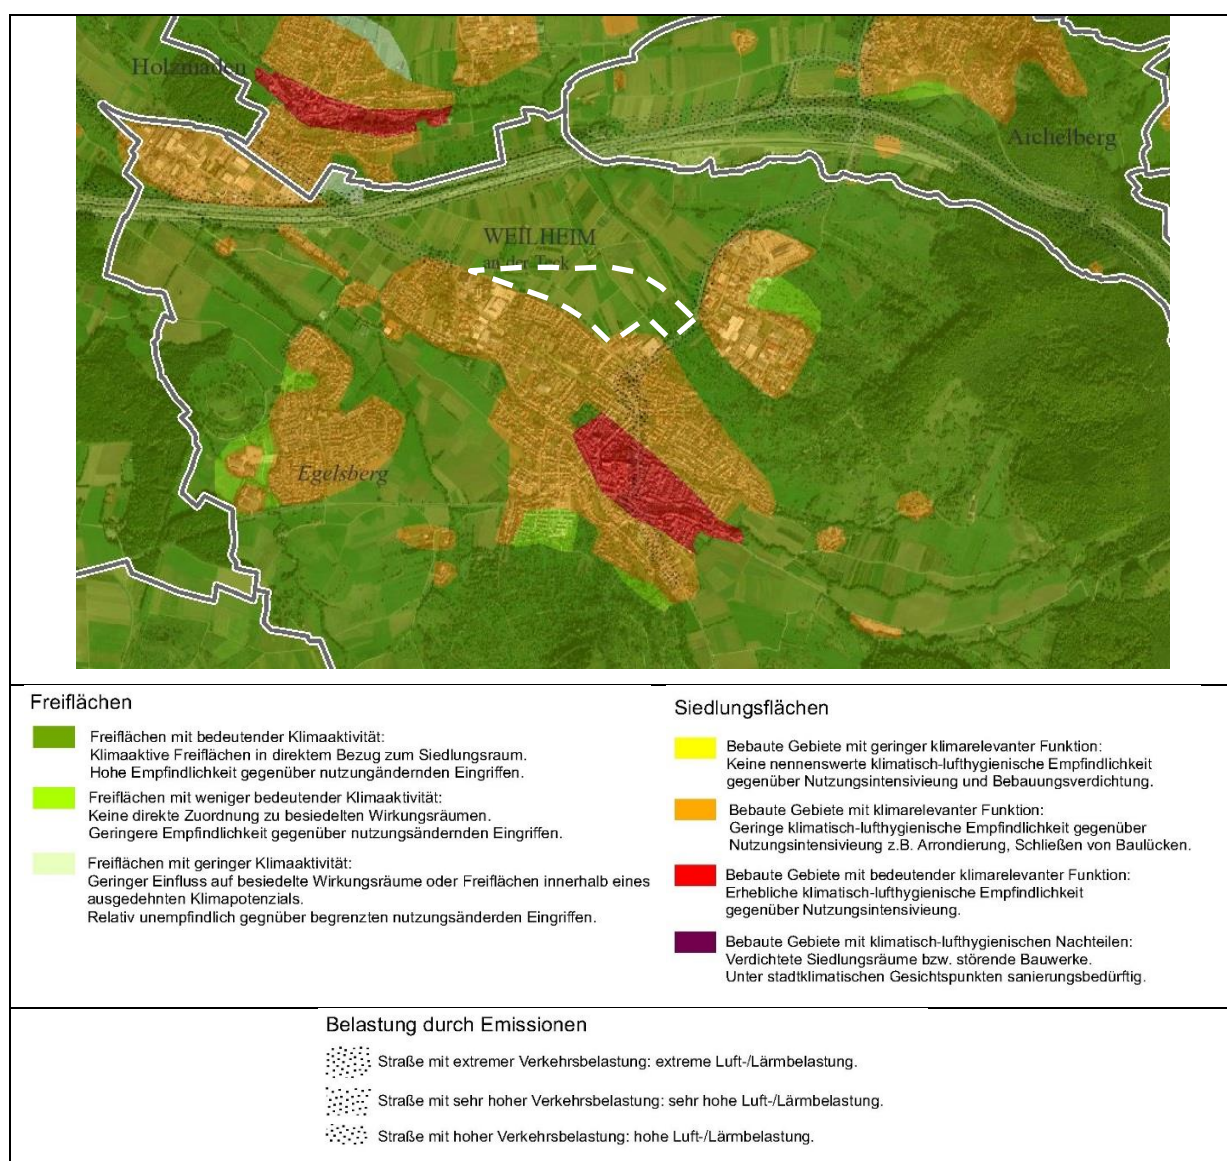 Holzmaden
Aichelberg
WEILHEIM
an der Teck
Egelsberg
Freiflächen
Freiflächen mit bedeutender Klimaaktivität:
Klimaaktive Freiflächen in direktem Bezug zum Siedlungsraum.
Hohe Empfindlichkeit gegenüber nutzungändernden Eingriffen.
Freiflächen mit weniger bedeutender Klimaaktivität:
Keine direkte Zuordnung zu besiedelten Wirkungsräumen.
Geringere Empfindlichkeit gegenüber nutzungsändernden Eingriffen.
Freiflächen mit geringer Klimaaktivität:
Geringer Einfluss auf besiedelte Wirkungsräume oder Freiflächen innerhalb eines
ausgedehnten Klimapotenzials.
Relativ unempfindlich gegnüber begrenzten nutzungsänderden Eingriffen.
Siedlungsflächen
Bebaute Gebiete mit geringer klimarelevanter Funktion:
Keine nennenswerte klimatisch-lufthygienische Empfindlichkeit
gegenüber Nutzungsintensivieung und Bebauungsverdichtung.
Bebaute Gebiete mit klimarelevanter Funktion:
Geringe klimatisch-lufthygienische Empfindlichkeit gegenüber
Nutzungsintensivieung z.B. Arrondierung, Schließen von Baulücken.
Bebaute Gebiete mit bedeutender klimarelevanter Funktion:
Erhebliche klimatisch-lufthygienische Empfindlichkeit
gegenüber Nutzungsintensivieung.
Bebaute Gebiete mit klimatisch-lufthygienischen Nachteilen:
Verdichtete Siedlungsräume bzw. störende Bauwerke.
Unter stadtklimatischen Gesichtspunkten sanierungsbedürftig.
Belastung durch Emissionen
Straße mit extremer Verkehrsbelastung: extreme Luft-/Lärmbelastung.
Straße mit sehr hoher Verkehrsbelastung: sehr hohe Luft-/Lärmbelastung.
Straße mit hoher Verkehrsbelastung: hohe Luft-/Lärmbelastung.